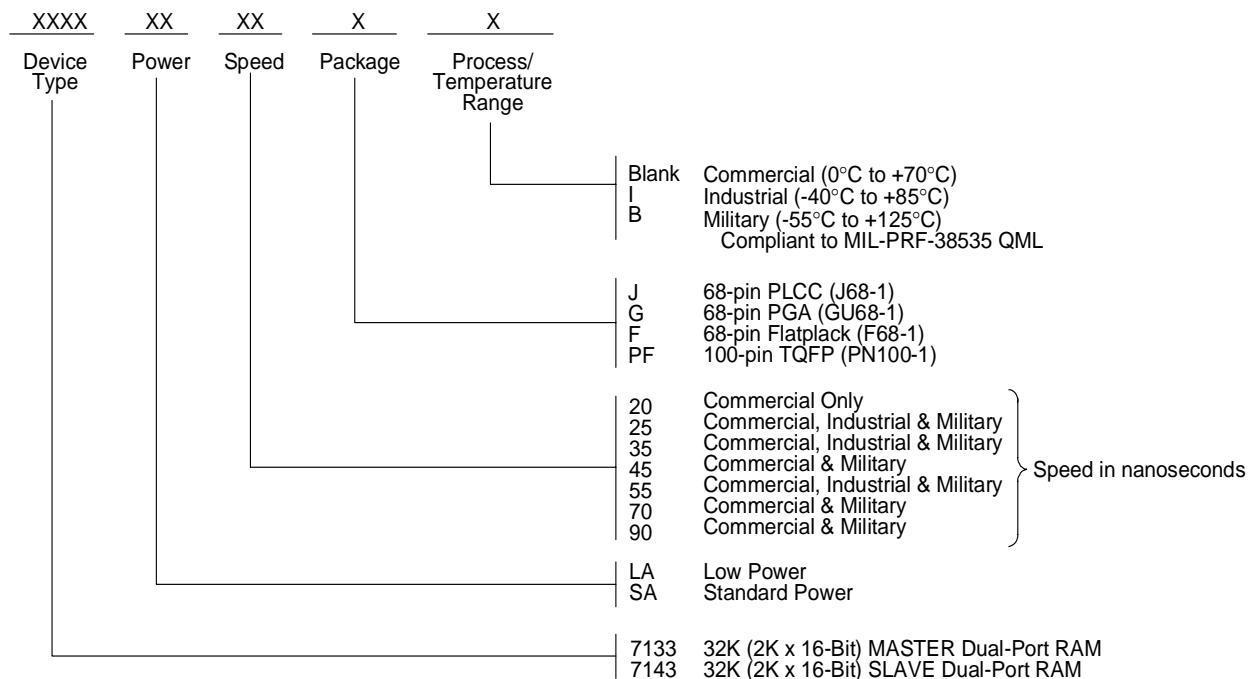 XXXX XX XX X X
Device Type Power Speed Package Process/ Temperature Range
Blank Commercial (0°C to +70°C)
I Industrial (-40°C to +85°C)
B Military (-55°C to +125°C)
Compliant to MIL-PRF-38535 QML
J 68-pin PLCC (J68-1)
G 68-pin PGA (GU68-1)
F 68-pin Flatplack (F68-1)
PF 100-pin TQFP (PN100-1)
20 Commercial Only
25 Commercial, Industrial & Military
35 Commercial, Industrial & Military
45 Commercial & Military
55 Commercial, Industrial & Military
70 Commercial & Military
90 Commercial & Military
Speed in nanoseconds
LA Low Power
SA Standard Power
7133 32K (2K x 16-Bit) MASTER Dual-Port RAM
7143 32K (2K x 16-Bit) SLAVE Dual-Port RAM